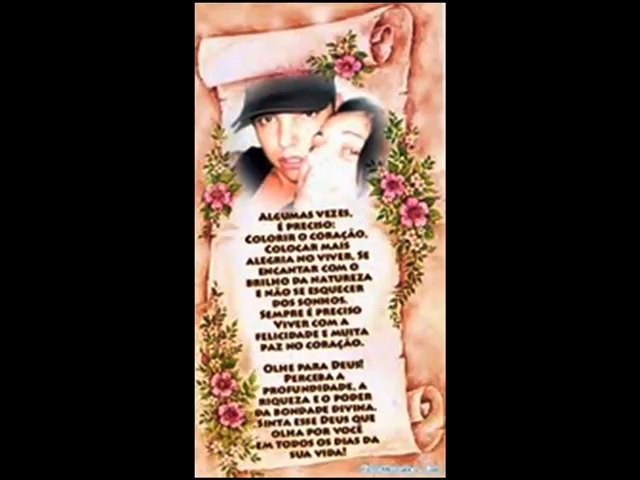 ALGUMAS VEZES,
É PRECISO:
COLORIR O CORAÇÃO,
COLOCAR MAIS
ALEGRIA NO VIVER, SE
ENCANTAR COM O
BRILHO DA NATUREZA
E NÃO SE ESQUECER
DOS SONHOS.
SEMPRE É PRECISO
VIVER COM A
FELICIDADE E MUITA
PAZ NO CORAÇÃO.
OLHE PARA DEUS!
PERCEBA A
PROFUNDIDADE, A
RIQUEZA E O PODER
DA BONDADE DIVINA.
SINTA ESSE DEUS QUE
OLHA POR VOCÊ
EM TODOS OS DIAS DA
SUA VIDA!